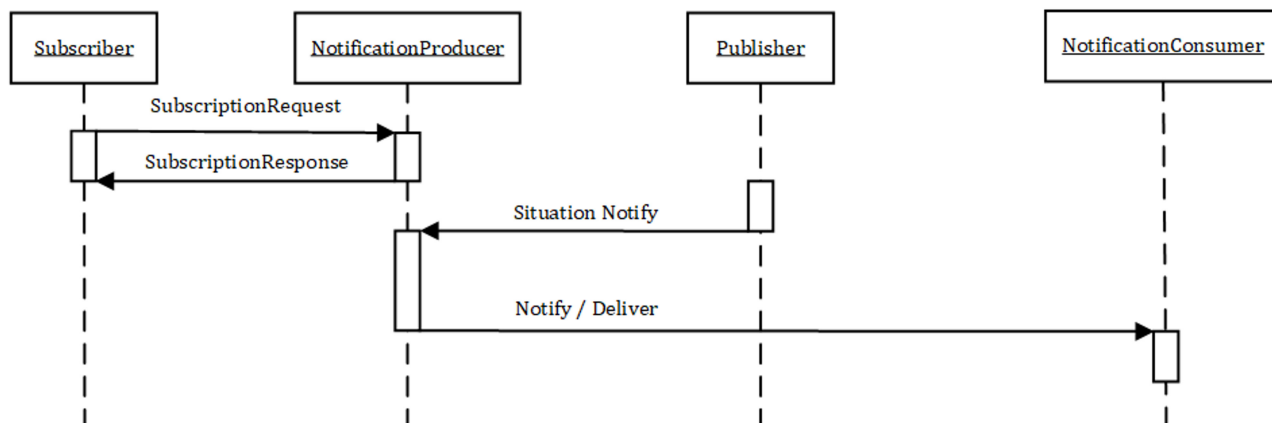 Subscriber
NotificationProducer
Publisher
NotificationConsumer
SubscriptionRequest
SubscriptionResponse
Situation Notify
Notify / Deliver